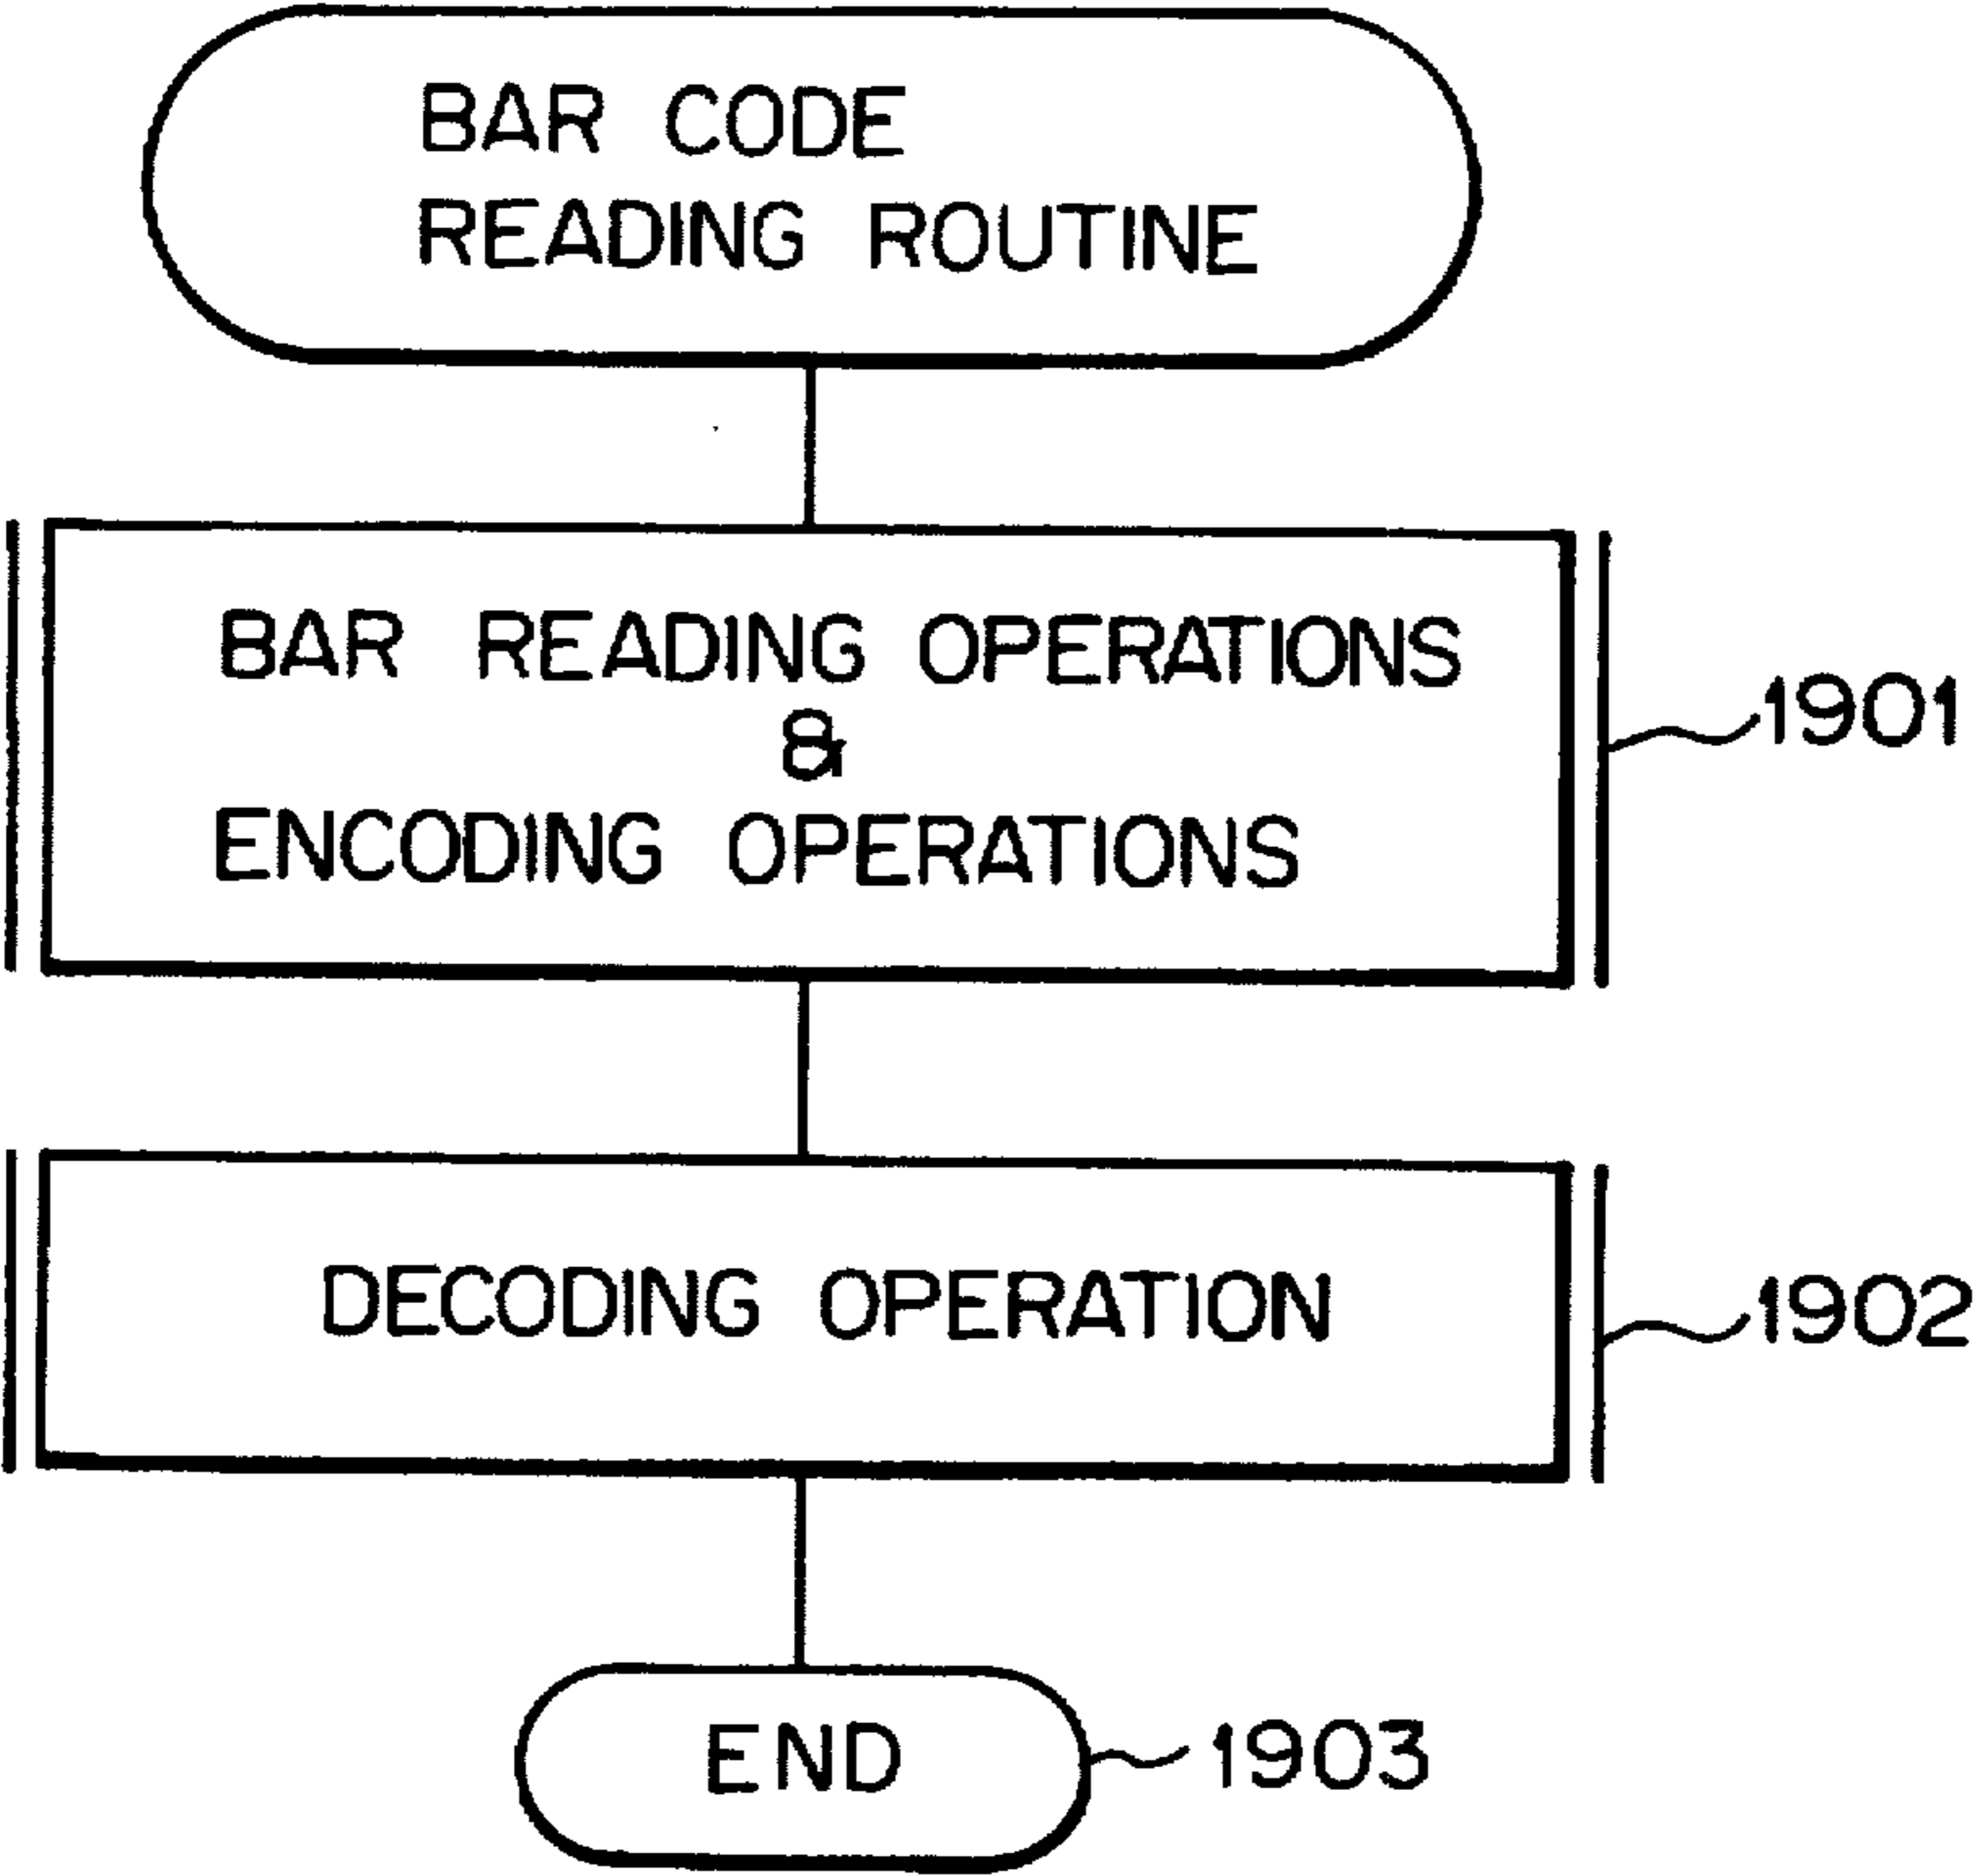 BAR CODE
READING ROUTINE
BAR READING OPERATIONS
&
ENCODING OPERATIONS
1901
DECODING OPERATION
1902
END
1903